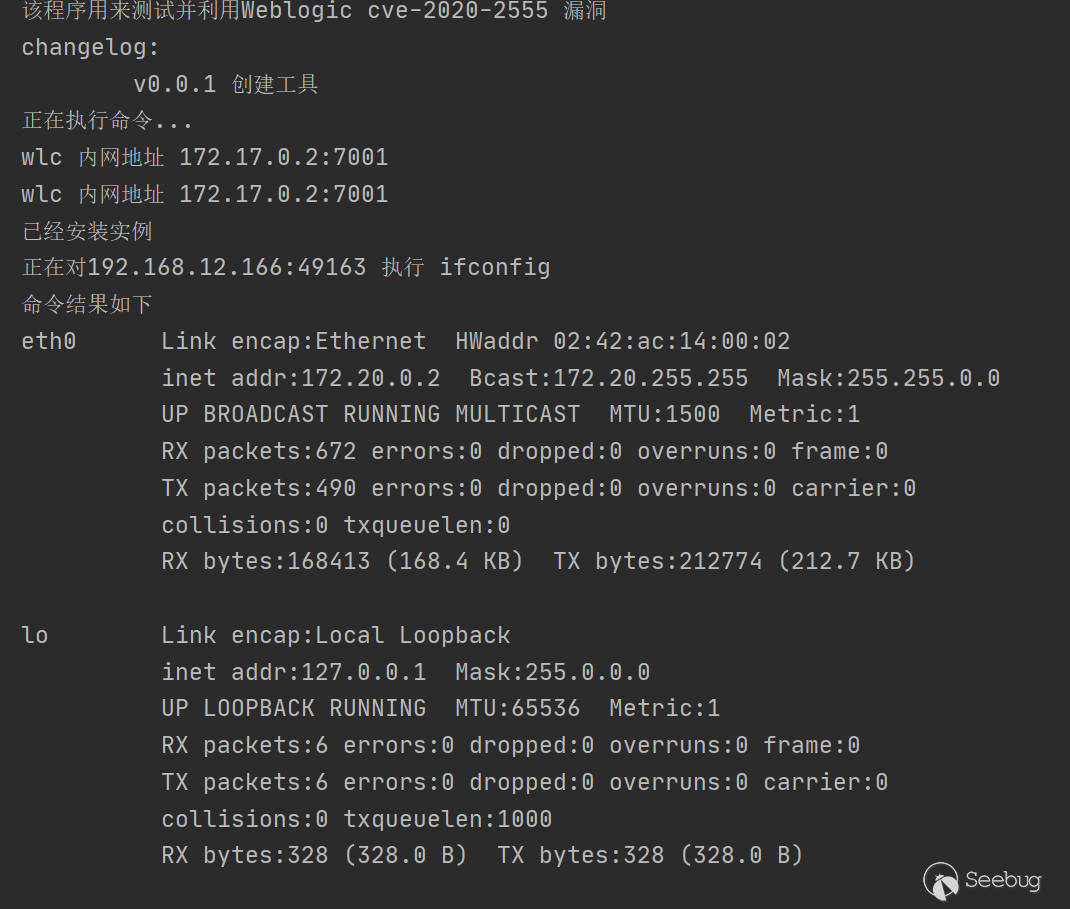 该程序用来测试并利用Weblogic cve-2020-2555 漏洞
changelog:
v0.0.1 创建工具
正在执行命令...
wlc 内网地址 172.17.0.2:7001
wlc 内网地址 172.17.0.2:7001
已经安装实例
正在对192.168.12.166:49163 执行 ifconfig
命令结果如下
eth0 Link encap:Ethernet HWaddr 02:42:ac:14:00:02
inet addr:172.20.0.2 Bcast:172.20.255.255 Mask:255.255.0.0
UP BROADCAST RUNNING MULTICAST MTU:1500 Metric:1
RX packets:672 errors:0 dropped:0 overruns:0 frame:0
TX packets:490 errors:0 dropped:0 overruns:0 carrier:0
collisions:0 txqueuelen:0
RX bytes:168413 (168.4 KB) TX bytes:212774 (212.7 KB)
lo Link encap:Local Loopback
inet addr:127.0.0.1 Mask:255.0.0.0
UP LOOPBACK RUNNING MTU:65536 Metric:1
RX packets:6 errors:0 dropped:0 overruns:0 frame:0
TX packets:6 errors:0 dropped:0 overruns:0 carrier:0
collisions:0 txqueuelen:1000
RX bytes:328 (328.0 B) TX bytes:328 (328.0 B)
Seebug